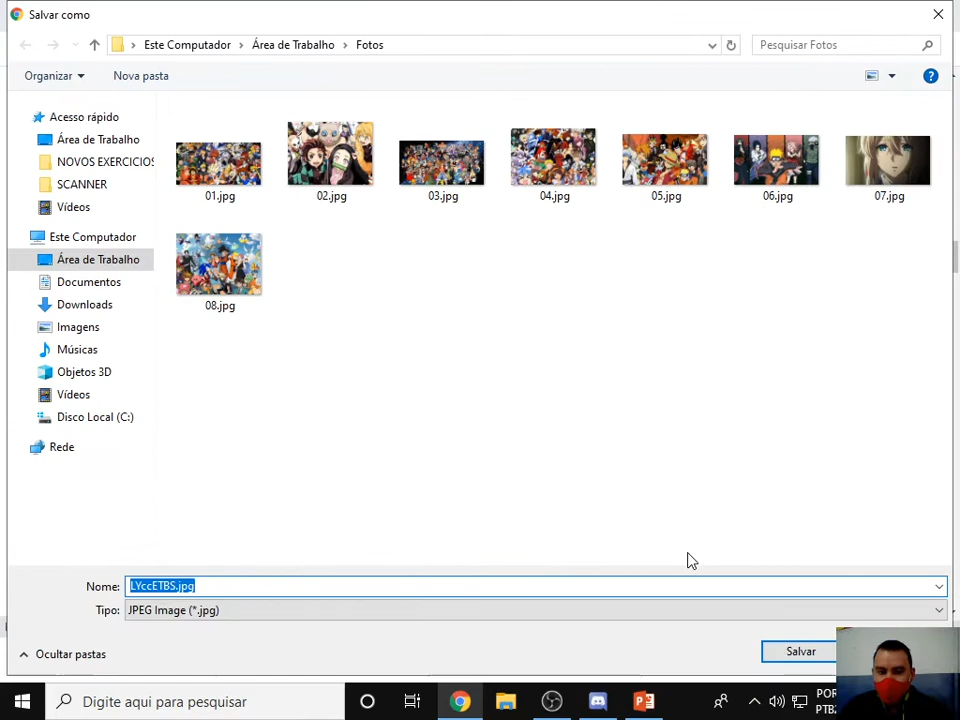 Salvar como
Este Computador > Área de Trabalho > Fotos
Pesquisar Fotos
Organizar
Nova pasta
Acesso rápido
Área de Trabalho
NOVOS EXERCICIOS
SCANNER
Vídeos
Este Computador
Área de Trabalho
Documentos
Downloads
Imagens
Músicas
Objetos 3D
Vídeos
Disco Local (C:)
Rede
01.jpg
02.jpg
03.jpg
04.jpg
05.jpg
06.jpg
07.jpg
08.jpg
Nome: LYccETBS.jpg
Tipo: JPEG Image (*.jpg)
Ocultar pastas
Salvar
Digite aqui para pesquisar
POR
PTB2